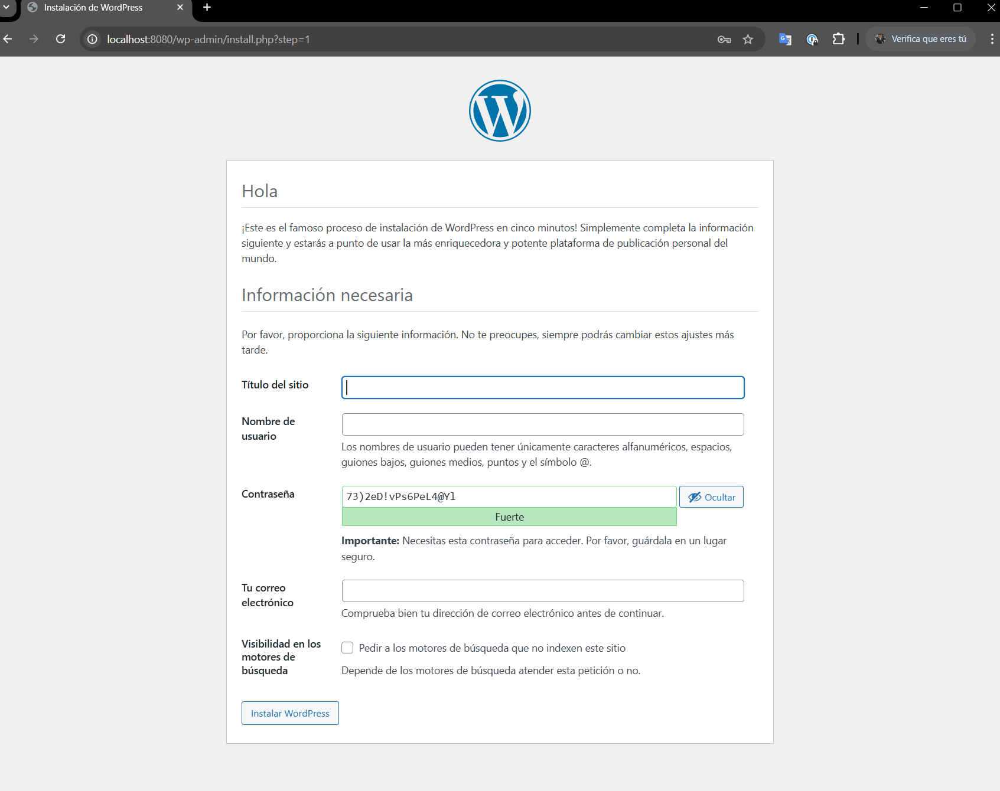 Instalación de WordPress
localhost:8080/wp-admin/install.php?step=1
Verifica que eres tú
Hola
¡Este es el famoso proceso de instalación de WordPress en cinco minutos! Simplemente completa la información
siguiente y estarás a punto de usar la más enriquecedora y potente plataforma de publicación personal del
mundo.
Información necesaria
Por favor, proporciona la siguiente información. No te preocupes, siempre podrás cambiar estos ajustes más
tarde.
Título del sitio
Nombre de
usuario
Los nombres de usuario pueden tener únicamente caracteres alfanuméricos, espacios,
guiones bajos, guiones medios, puntos y el símbolo @.
Contraseña
73)2eD!vPs6PeL4@Yl
Ocultar
Fuerte
Importante: Necesitas esta contraseña para acceder. Por favor, guárdala en un lugar
seguro.
Tu correo
electrónico
Comprueba bien tu dirección de correo electrónico antes de continuar.
Visibilidad en los
motores de
búsqueda
Pedir a los motores de búsqueda que no indexen este sitio
Depende de los motores de búsqueda atender esta petición o no.
Instalar WordPress